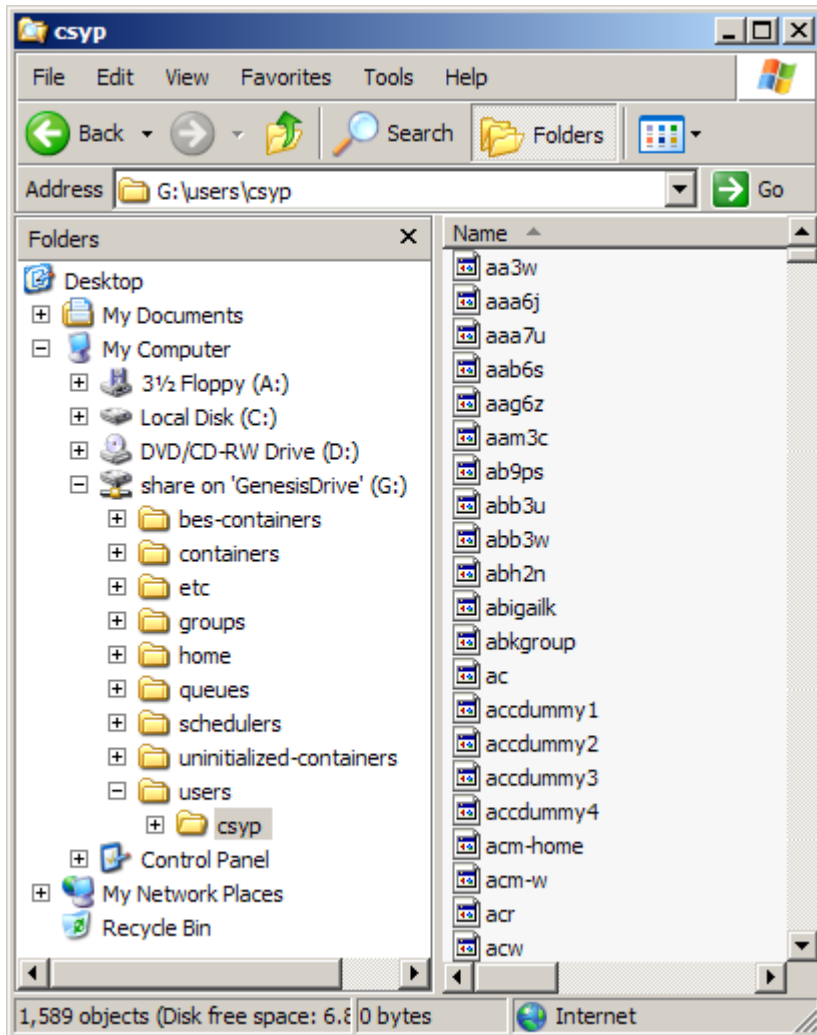 csyp
File Edit View Favorites Tools Help
Back Search Folders
Address G:\users\csyp Go
Folders
Desktop
My Documents
My Computer
3½ Floppy (A:)
Local Disk (C:)
DVD/CD-RW Drive (D:)
share on 'GenesisDrive' (G:)
bes-containers
containers
etc
groups
home
queues
schedulers
uninitialized-containers
users
csyp
Control Panel
My Network Places
Recycle Bin
Name
aa3w
aaa6j
aaa7u
aab6s
aag6z
aam3c
ab9ps
abb3u
abb3w
abh2n
abigailk
abkgroup
ac
accdummy1
accdummy2
accdummy3
accdummy4
acm-home
acm-w
acr
acw
1,589 objects (Disk free space: 6.8 0 bytes Internet